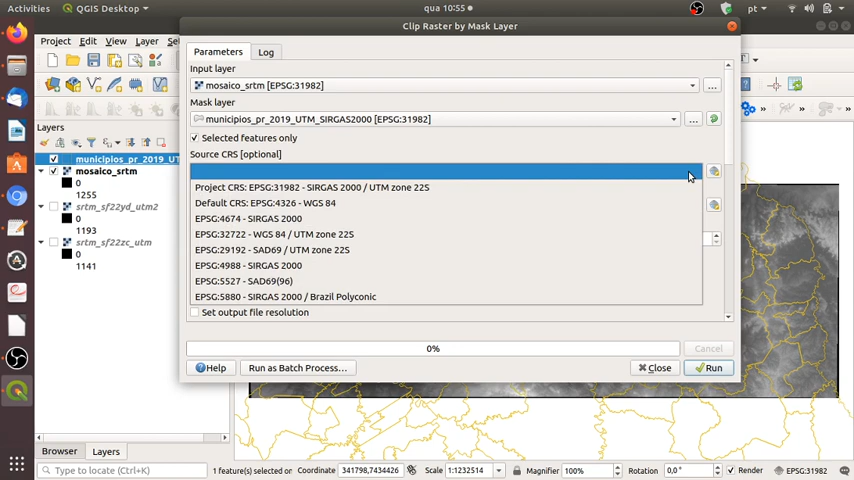 Activities QGIS Desktop qua 10:55 pt
Clip Raster by Mask Layer
Project Edit View Layer Se
Parameters Log
Input layer
mosaico_srtm [EPSG:31982]
Mask layer
municipios_pr_2019_UTM_SIRGAS2000 [EPSG:31982]
Selected features only
Source CRS [optional]
Project CRS: EPSG:31982 - SIRGAS 2000 / UTM zone 22S
Default CRS: EPSG:4326 - WGS 84
EPSG:4674 - SIRGAS 2000
EPSG:32722 - WGS 84 / UTM zone 22S
EPSG:29192 - SAD69 / UTM zone 22S
EPSG:4988 - SIRGAS 2000
EPSG:5527 - SAD69(96)
EPSG:5880 - SIRGAS 2000 / Brazil Polyconic
Set output file resolution
0%
Cancel
Help Run as Batch Process... Close Run
Layers
municipios_pr_2019_UT
mosaico_srtm
0
1255
srtm_sf22yd_utm2
0
1193
srtm_sf22zc_utm
0
1141
Browser Layers
Type to locate (Ctrl+K) 1 feature(s) selected on Coordinate 341798,7434426 Scale 1:1232514 Magnifier 100% Rotation 0,0 ° Render EPSG:31982